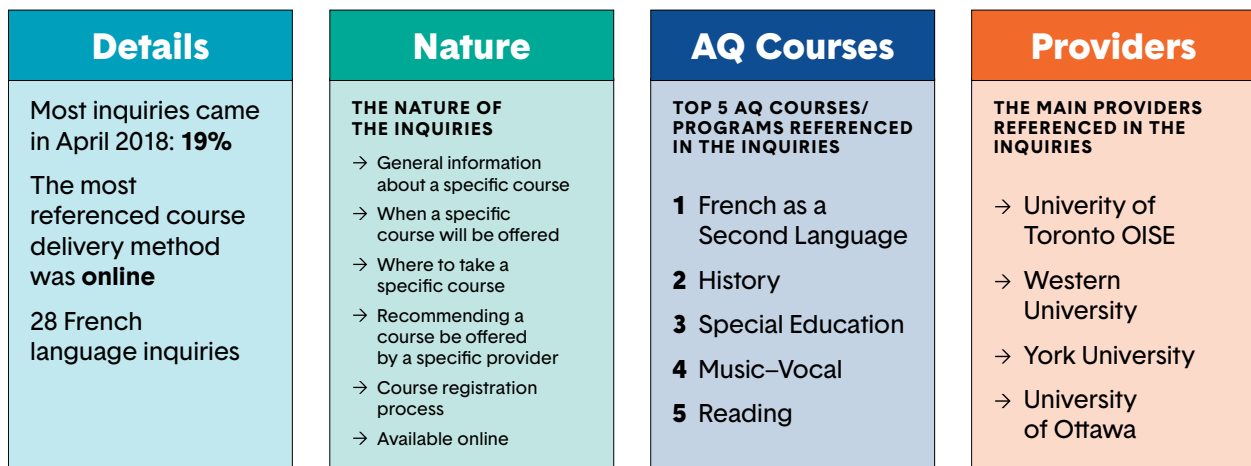 Details
Most inquiries came
in April 2018: 19%
The most
referenced course
delivery method
was online
28 French
language inquiries
Nature
THE NATURE OF
THE INQUIRIES
→ General information
about a specific course
→ When a specific
course will be offered
→ Where to take a
specific course
→ Recommending a
course be offered
by a specific provider
→ Course registration
process
→ Available online
AQ Courses
TOP 5 AQ COURSES/
PROGRAMS REFERENCED
IN THE INQUIRIES
1 French as a
Second Language
2 History
3 Special Education
4 Music–Vocal
5 Reading
Providers
THE MAIN PROVIDERS
REFERENCED IN THE
INQUIRIES
→ Univerity of
Toronto OISE
→ Western
University
→ York University
→ University
of Ottawa